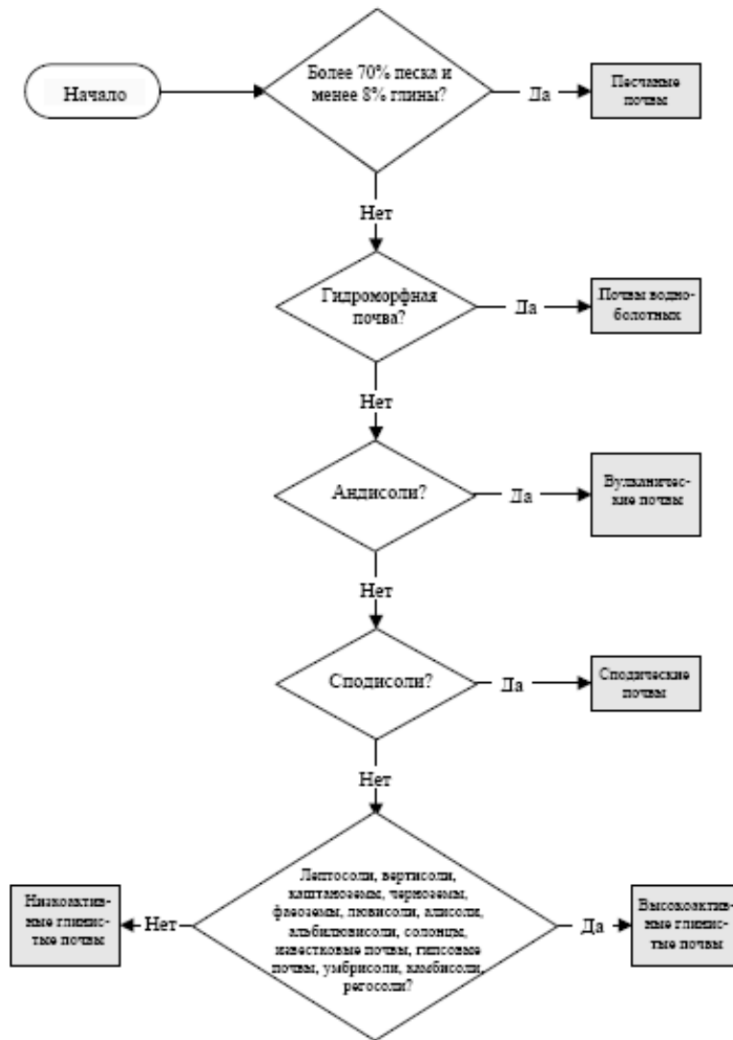 Начало
Более 70% песка и
менее 8% глины?
Да
Песчаные
почвы
Нет
Гидроморфная
почва?
Да
Почвы водно-
болотных
Нет
Андисоли?
Да
Вулканичес-
кие почвы
Нет
Сподисоли?
Да
Сподические
почвы
Нет
Лептосоли, вертисоли,
каштаноземы, черноземы,
фаеоземы, лювисоли, алисоли,
альбилювисоли, солонцы,
известковые почвы, гипсовые
почвы, умбрисоли, камбисоли,
регосоли?
Нет
Низкоактив-
ные глинис-
тые почвы
Да
Высокоактив-
ные глинис-
тые почвы